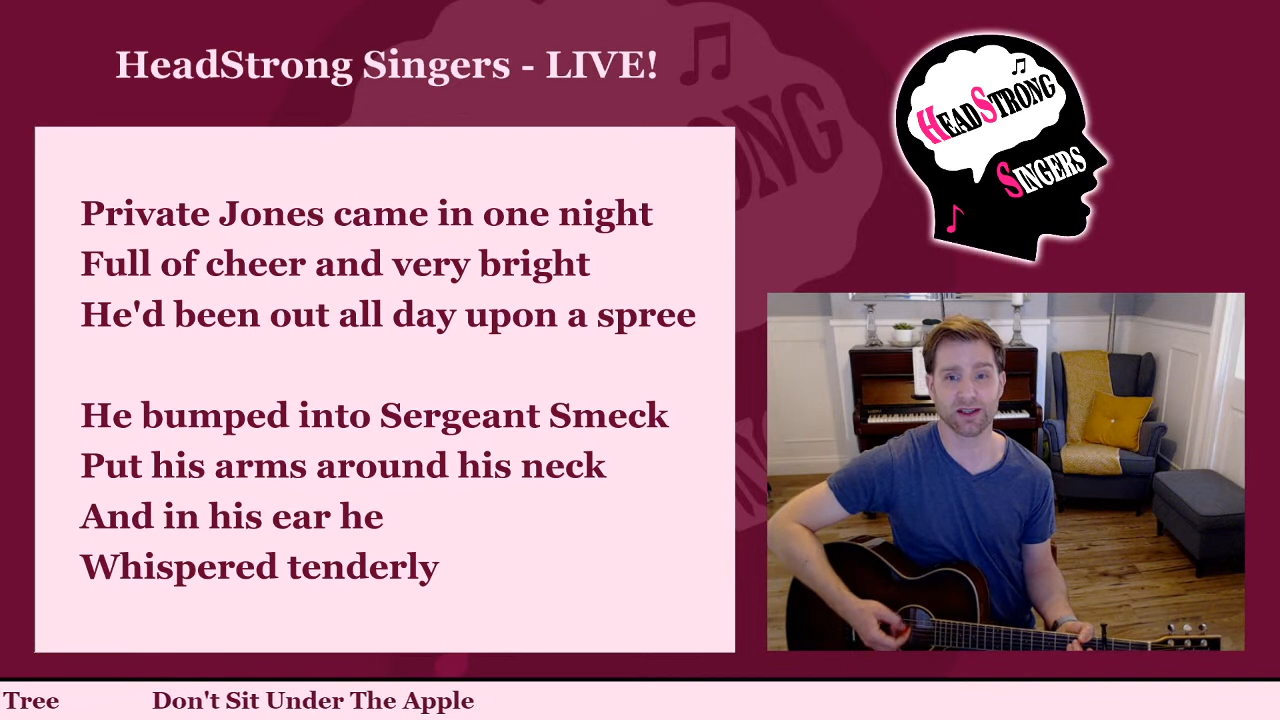 HeadStrong Singers - LIVE!
HEADSTRONG
SINGERS
Private Jones came in one night
Full of cheer and very bright
He'd been out all day upon a spree
He bumped into Sergeant Smeck
Put his arms around his neck
And in his ear he
Whispered tenderly
Tree Don't Sit Under The Apple